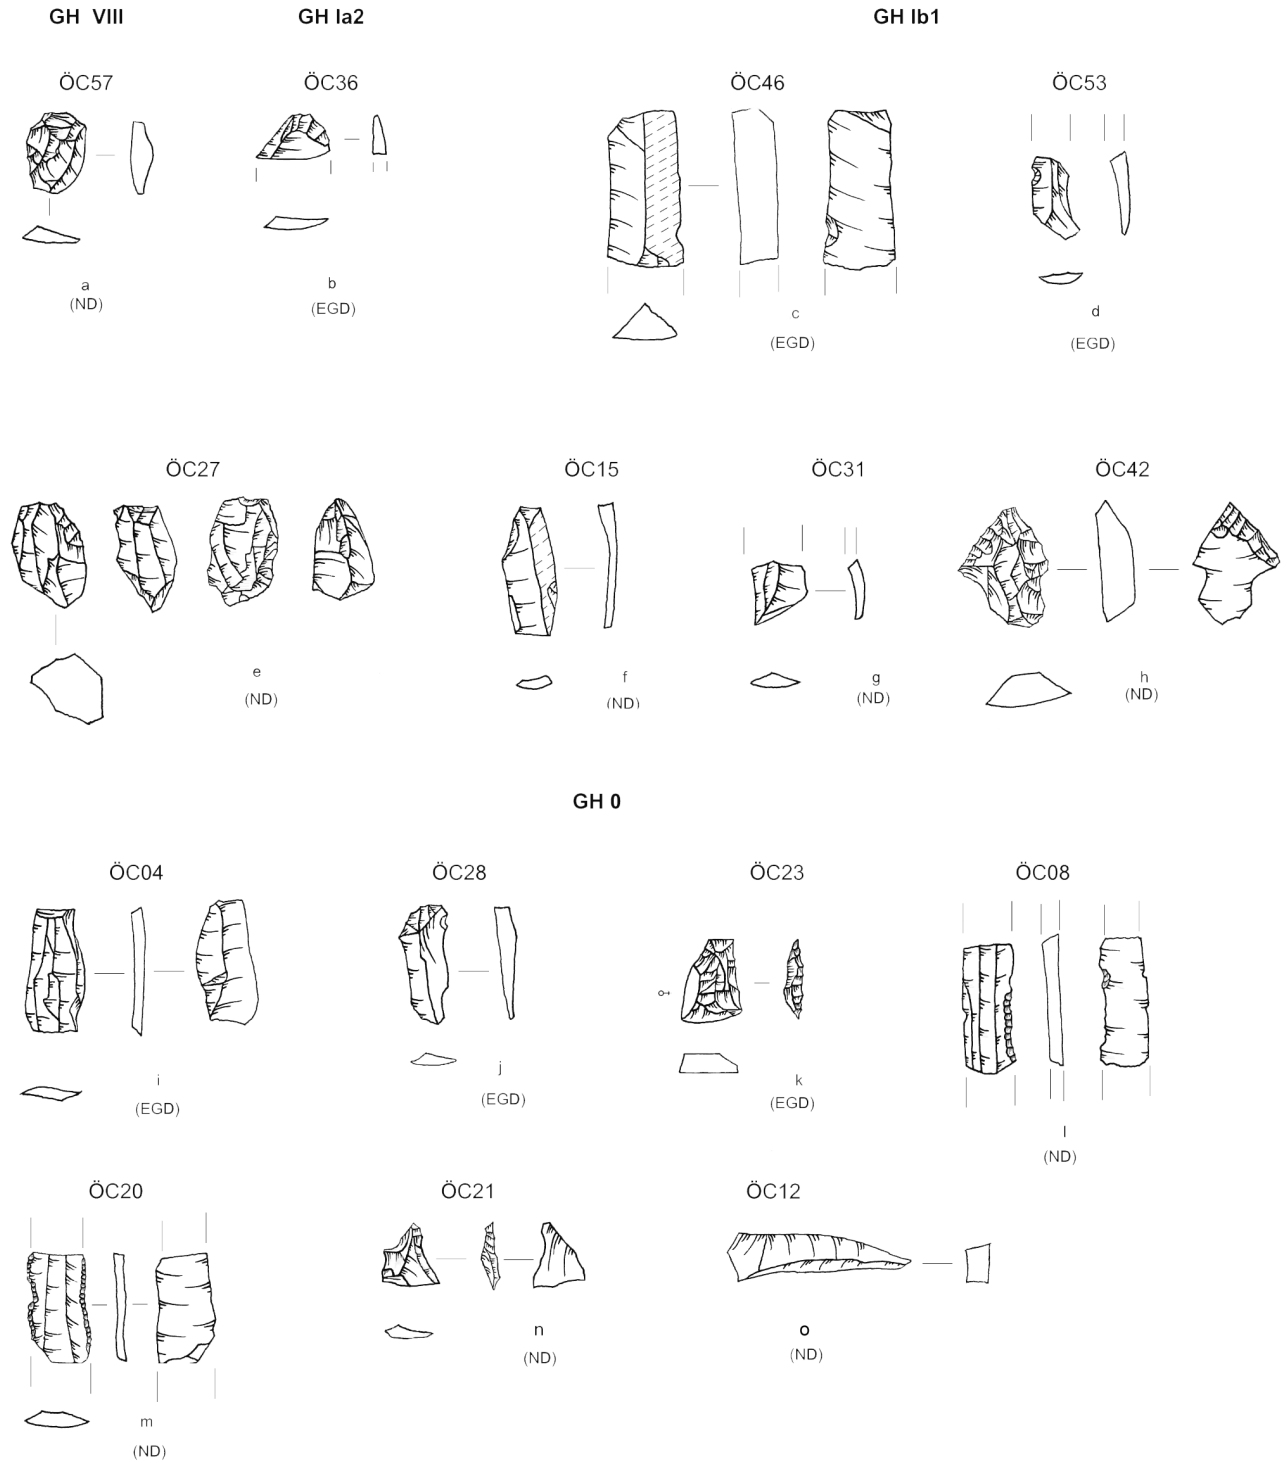 GH VIII
GH Ia2
GH Ib1
ÖC57
ÖC36
ÖC46
ÖC53
a
(ND)
b
(EGD)
c
(EGD)
d
(EGD)
ÖC27
ÖC15
ÖC31
ÖC42
e
(ND)
f
(ND)
g
(ND)
h
(ND)
GH 0
ÖC04
ÖC28
ÖC23
ÖC08
i
(EGD)
j
(EGD)
k
(EGD)
l
(ND)
ÖC20
ÖC21
ÖC12
m
(ND)
n
(ND)
o
(ND)